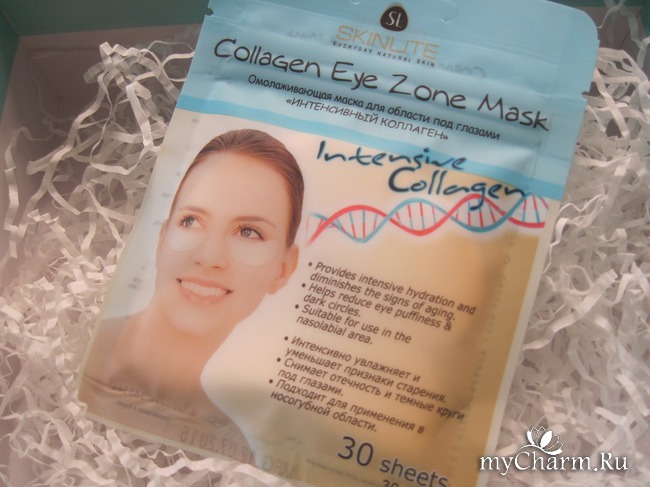 SL
SKINLITE
EVERYDAY NATURAL SKIN
Collagen Eye Zone Mask
Омолаживающая маска для области под глазами
«ИНТЕНСИВНЫЙ КОЛЛАГЕН»
Intensive
Collagen
• Provides intensive hydration and
diminishes the signs of aging.
• Helps reduce eye puffiness &
dark circles.
• Suitable for use in the
nasolabial area.
• Интенсивно увлажняет и
уменьшает признаки старения.
• Снимает отечность и темные круги
под глазами.
• Подходит для применения в
носогубной области.
30 sheets
myCharm.Ru